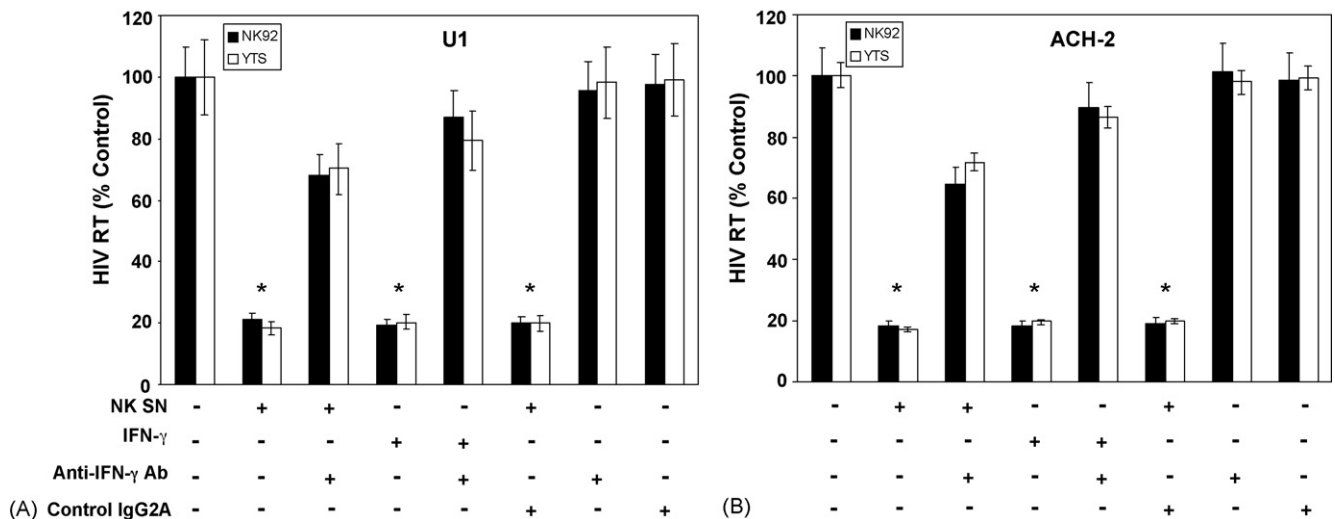 120
100
80
60
40
20
0
HIV RT (% Control)
NK92
YTS
U1
* * *
NK SN - + + - - + - -
IFN-γ - - - + + - - -
Anti-IFN-γ Ab - - + - + - + -
(A) Control IgG2A - - - - - + - +
120
100
80
60
40
20
0
HIV RT (% Control)
NK92
YTS
ACH-2
* * *
- + + - - + - -
- - - + + - - -
- - + - + - + -
(B) - - - - - + - +